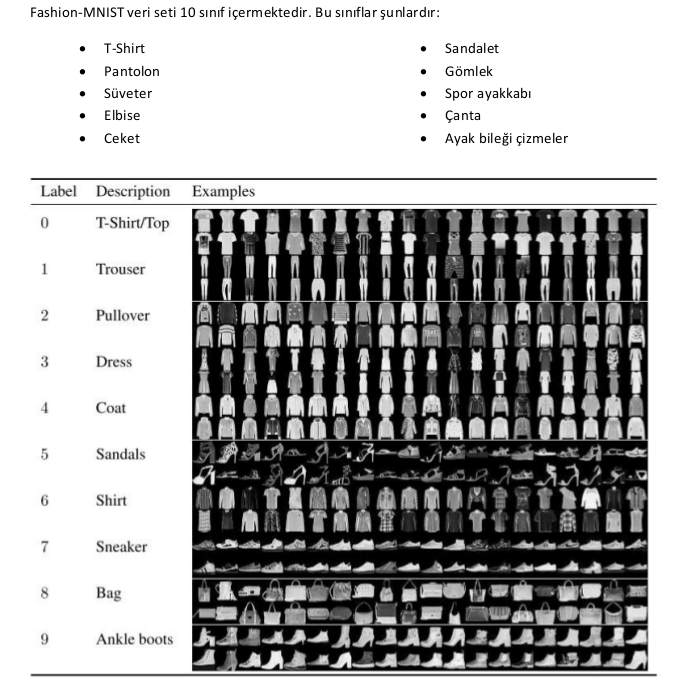 Fashion-MNIST veri seti 10 sınıf içermektedir. Bu sınıflar şunlardır:
• T-Shirt
• Pantolon
• Süveter
• Elbise
• Ceket
• Sandalet
• Gömlek
• Spor ayakkabı
• Çanta
• Ayak bileği çizmeler
Label Description Examples
0 T-Shirt/Top
1 Trouser
2 Pullover
3 Dress
4 Coat
5 Sandals
6 Shirt
7 Sneaker
8 Bag
9 Ankle boots